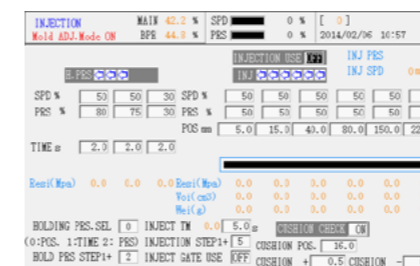 INJECTION MAIN 42.2 % SPD 0 % [ 0]
Mold ADJ.Mode ON BPR 44.8 % PRS 0 % 2014/02/06 10:57
INJECTION USE OFF INJ PRS
H.PRS INJ INJ SPD 0
SPD % 50 50 30 SPD % 50 50 50 50 50
PRS % 80 75 30 PRS % 50 50 50 50 50
POS mm 5.0 15.0 40.0 80.0 150.0 22
TIME s 2.0 2.0 2.0
Resi(Mpa) 0.0 0.0 0.0 Resi(Mpa) 0.0 0.0 0.0 0.0 0.0
Voi(cm3) 0.0 0.0 0.0 0.0 0.0
Wei(g) 0.0 0.0 0.0 0.0 0.0
HOLDING PRS.SEL 0 INJECT TM 0.0 5.0 s CUSHION CHECK ON
(0:POS. 1:TIME 2: PRS) INJECTION STEP1+ 5 CUSHION POS. 16.0
HOLD PRS STEP1+ 2 INJECT GATE USE OFF CUSHION + 0.5 CUSHION -